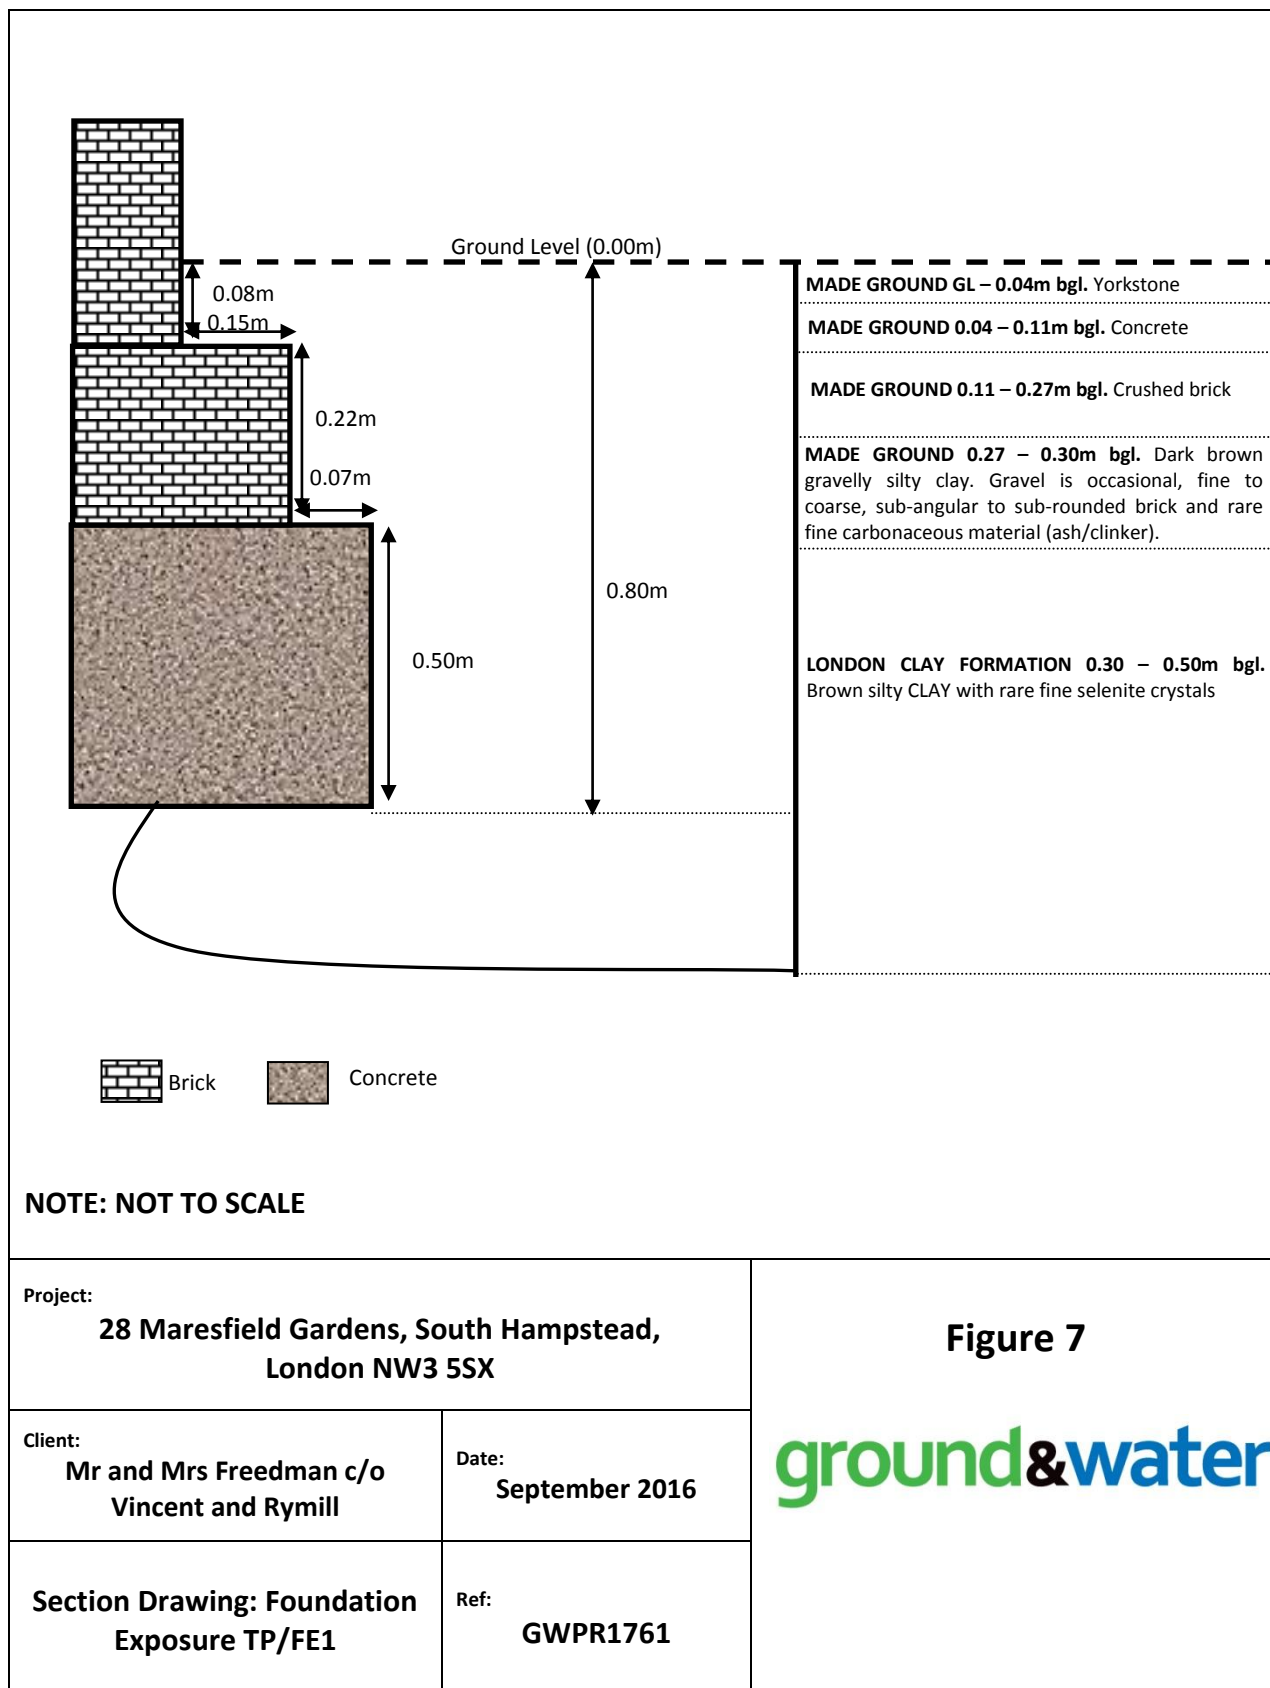 Ground Level (0.00m)
0.08m
0.15m
0.22m
0.07m
0.50m
0.80m
MADE GROUND GL – 0.04m bgl. Yorkstone
MADE GROUND 0.04 – 0.11m bgl. Concrete
MADE GROUND 0.11 – 0.27m bgl. Crushed brick
MADE GROUND 0.27 – 0.30m bgl. Dark brown
gravelly silty clay. Gravel is occasional, fine to
coarse, sub-angular to sub-rounded brick and rare
fine carbonaceous material (ash/clinker).
LONDON CLAY FORMATION 0.30 – 0.50m bgl.
Brown silty CLAY with rare fine selenite crystals
Brick
Concrete
NOTE: NOT TO SCALE
Project:
28 Maresfield Gardens, South Hampstead,
London NW3 5SX
Figure 7
Client:
Mr and Mrs Freedman c/o
Vincent and Rymill
Date:
September 2016
ground&water
Section Drawing: Foundation
Exposure TP/FE1
Ref:
GWPR1761